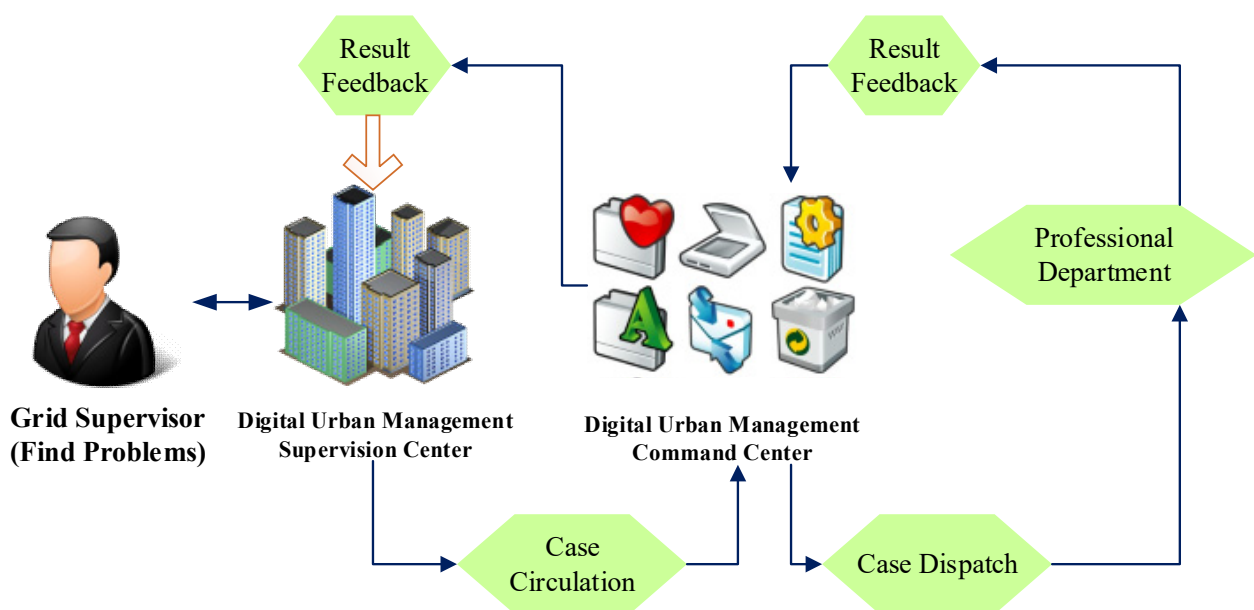 Result
Feedback
Result
Feedback
Professional
Department
Grid Supervisor
(Find Problems)
Digital Urban Management
Supervision Center
Digital Urban Management
Command Center
Case
Circulation
Case Dispatch